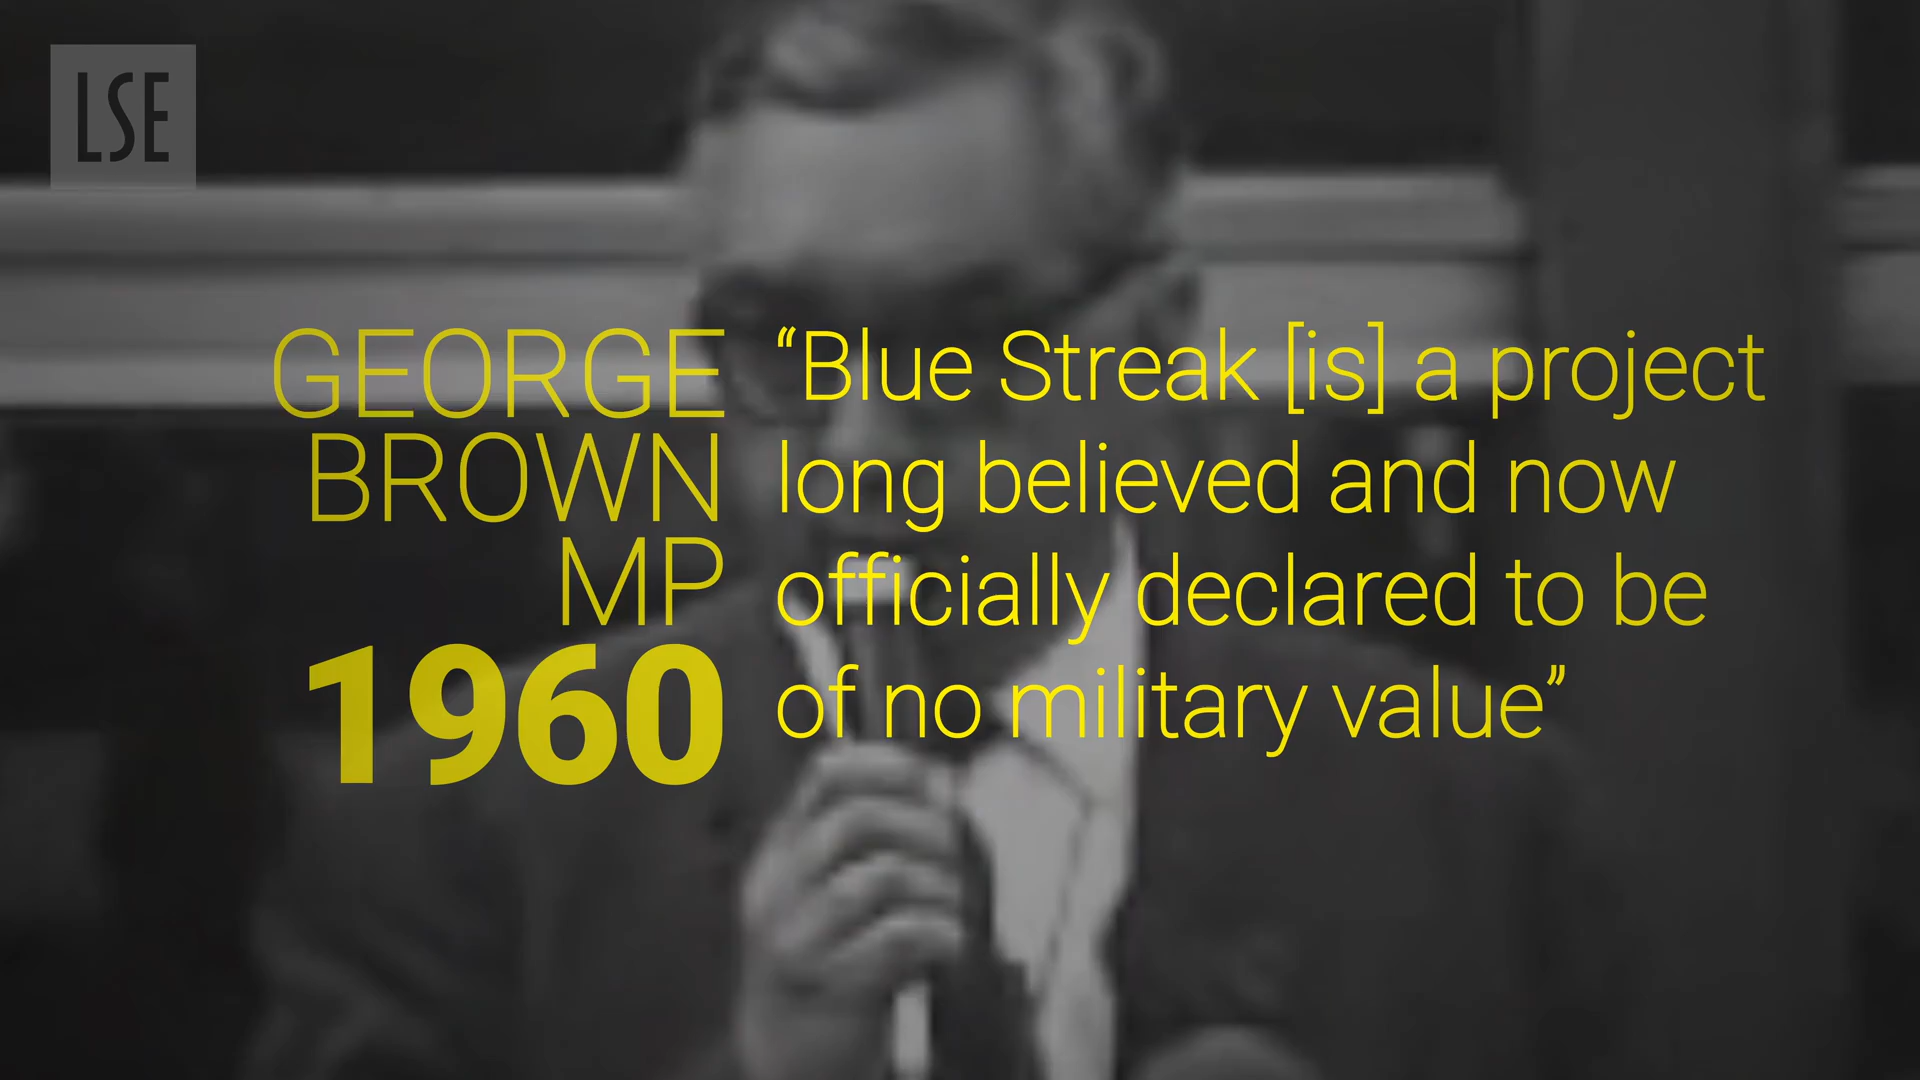 LSE
GEORGE
BROWN
MP
1960
“Blue Streak [is] a project
long believed and now
officially declared to be
of no military value”